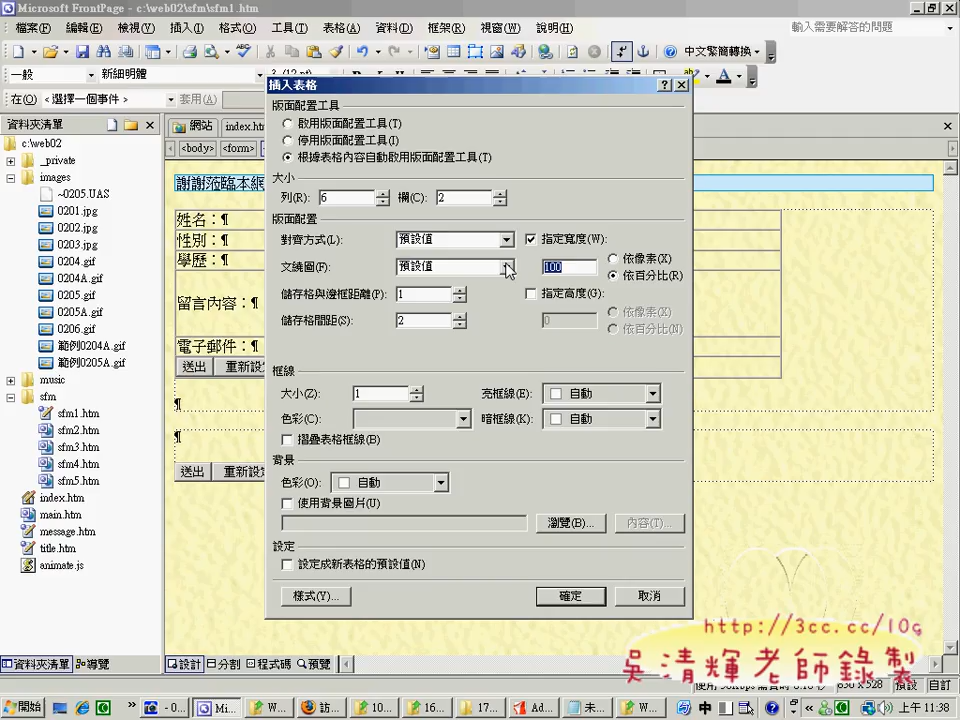 Microsoft FrontPage - c:\web02\sfm\sfm1.htm
檔案(F) 編輯(E) 檢視(V) 插入(I) 格式(O) 工具(T) 表格(A) 資料(D) 框架(R) 視窗(W) 說明(H)
輸入需要解答的問題
中文繁簡轉換
一般 新細明體 3 (12 pt)
在(O) <選擇一個事件> 套用(A)
資料夾清單
網站 index.htm
<body> <form>
c:\web02
_private
images
~0205.UAS
0201.jpg
0202.jpg
0203.jpg
0204.gif
0204A.gif
0205.gif
0205A.gif
0206.gif
範例0204A.gif
範例0205A.gif
music
sfm
sfm1.htm
sfm2.htm
sfm3.htm
sfm4.htm
sfm5.htm
index.htm
main.htm
message.htm
title.htm
animate.js
謝謝蒞臨本網
姓名：¶
性別：¶
學歷：¶
留言內容：¶
電子郵件：¶
送出 重新設定
¶
¶
送出 重新設定
插入表格
版面配置工具
啟用版面配置工具(T)
停用版面配置工具(I)
根據表格內容自動啟用版面配置工具(T)
大小
列(R): 6 欄(C): 2
版面配置
對齊方式(L): 預設值 指定寬度(W):
文繞圖(F): 預設值 100 依像素(X)
依百分比(R)
儲存格與邊框距離(P): 1 指定高度(G):
儲存格間距(S): 2 0 依像素(I)
依百分比(N)
框線
大小(Z): 1 亮框線(E): 自動
色彩(C): 暗框線(K): 自動
摺疊表格框線(B)
背景
色彩(O): 自動
使用背景圖片(U)
瀏覽(B)... 內容(T)...
設定
設定成新表格的預設值(N)
樣式(Y)... 確定 取消
http://3cc.cc/10g
吳清輝老師錄製
資料夾清單 導覽
設計 分割 程式碼 預覽
預設 自訂
開始 - 0... Mi... W... 訪... 10... 16... 17... Ad... 未... W... 中 上午 11:38